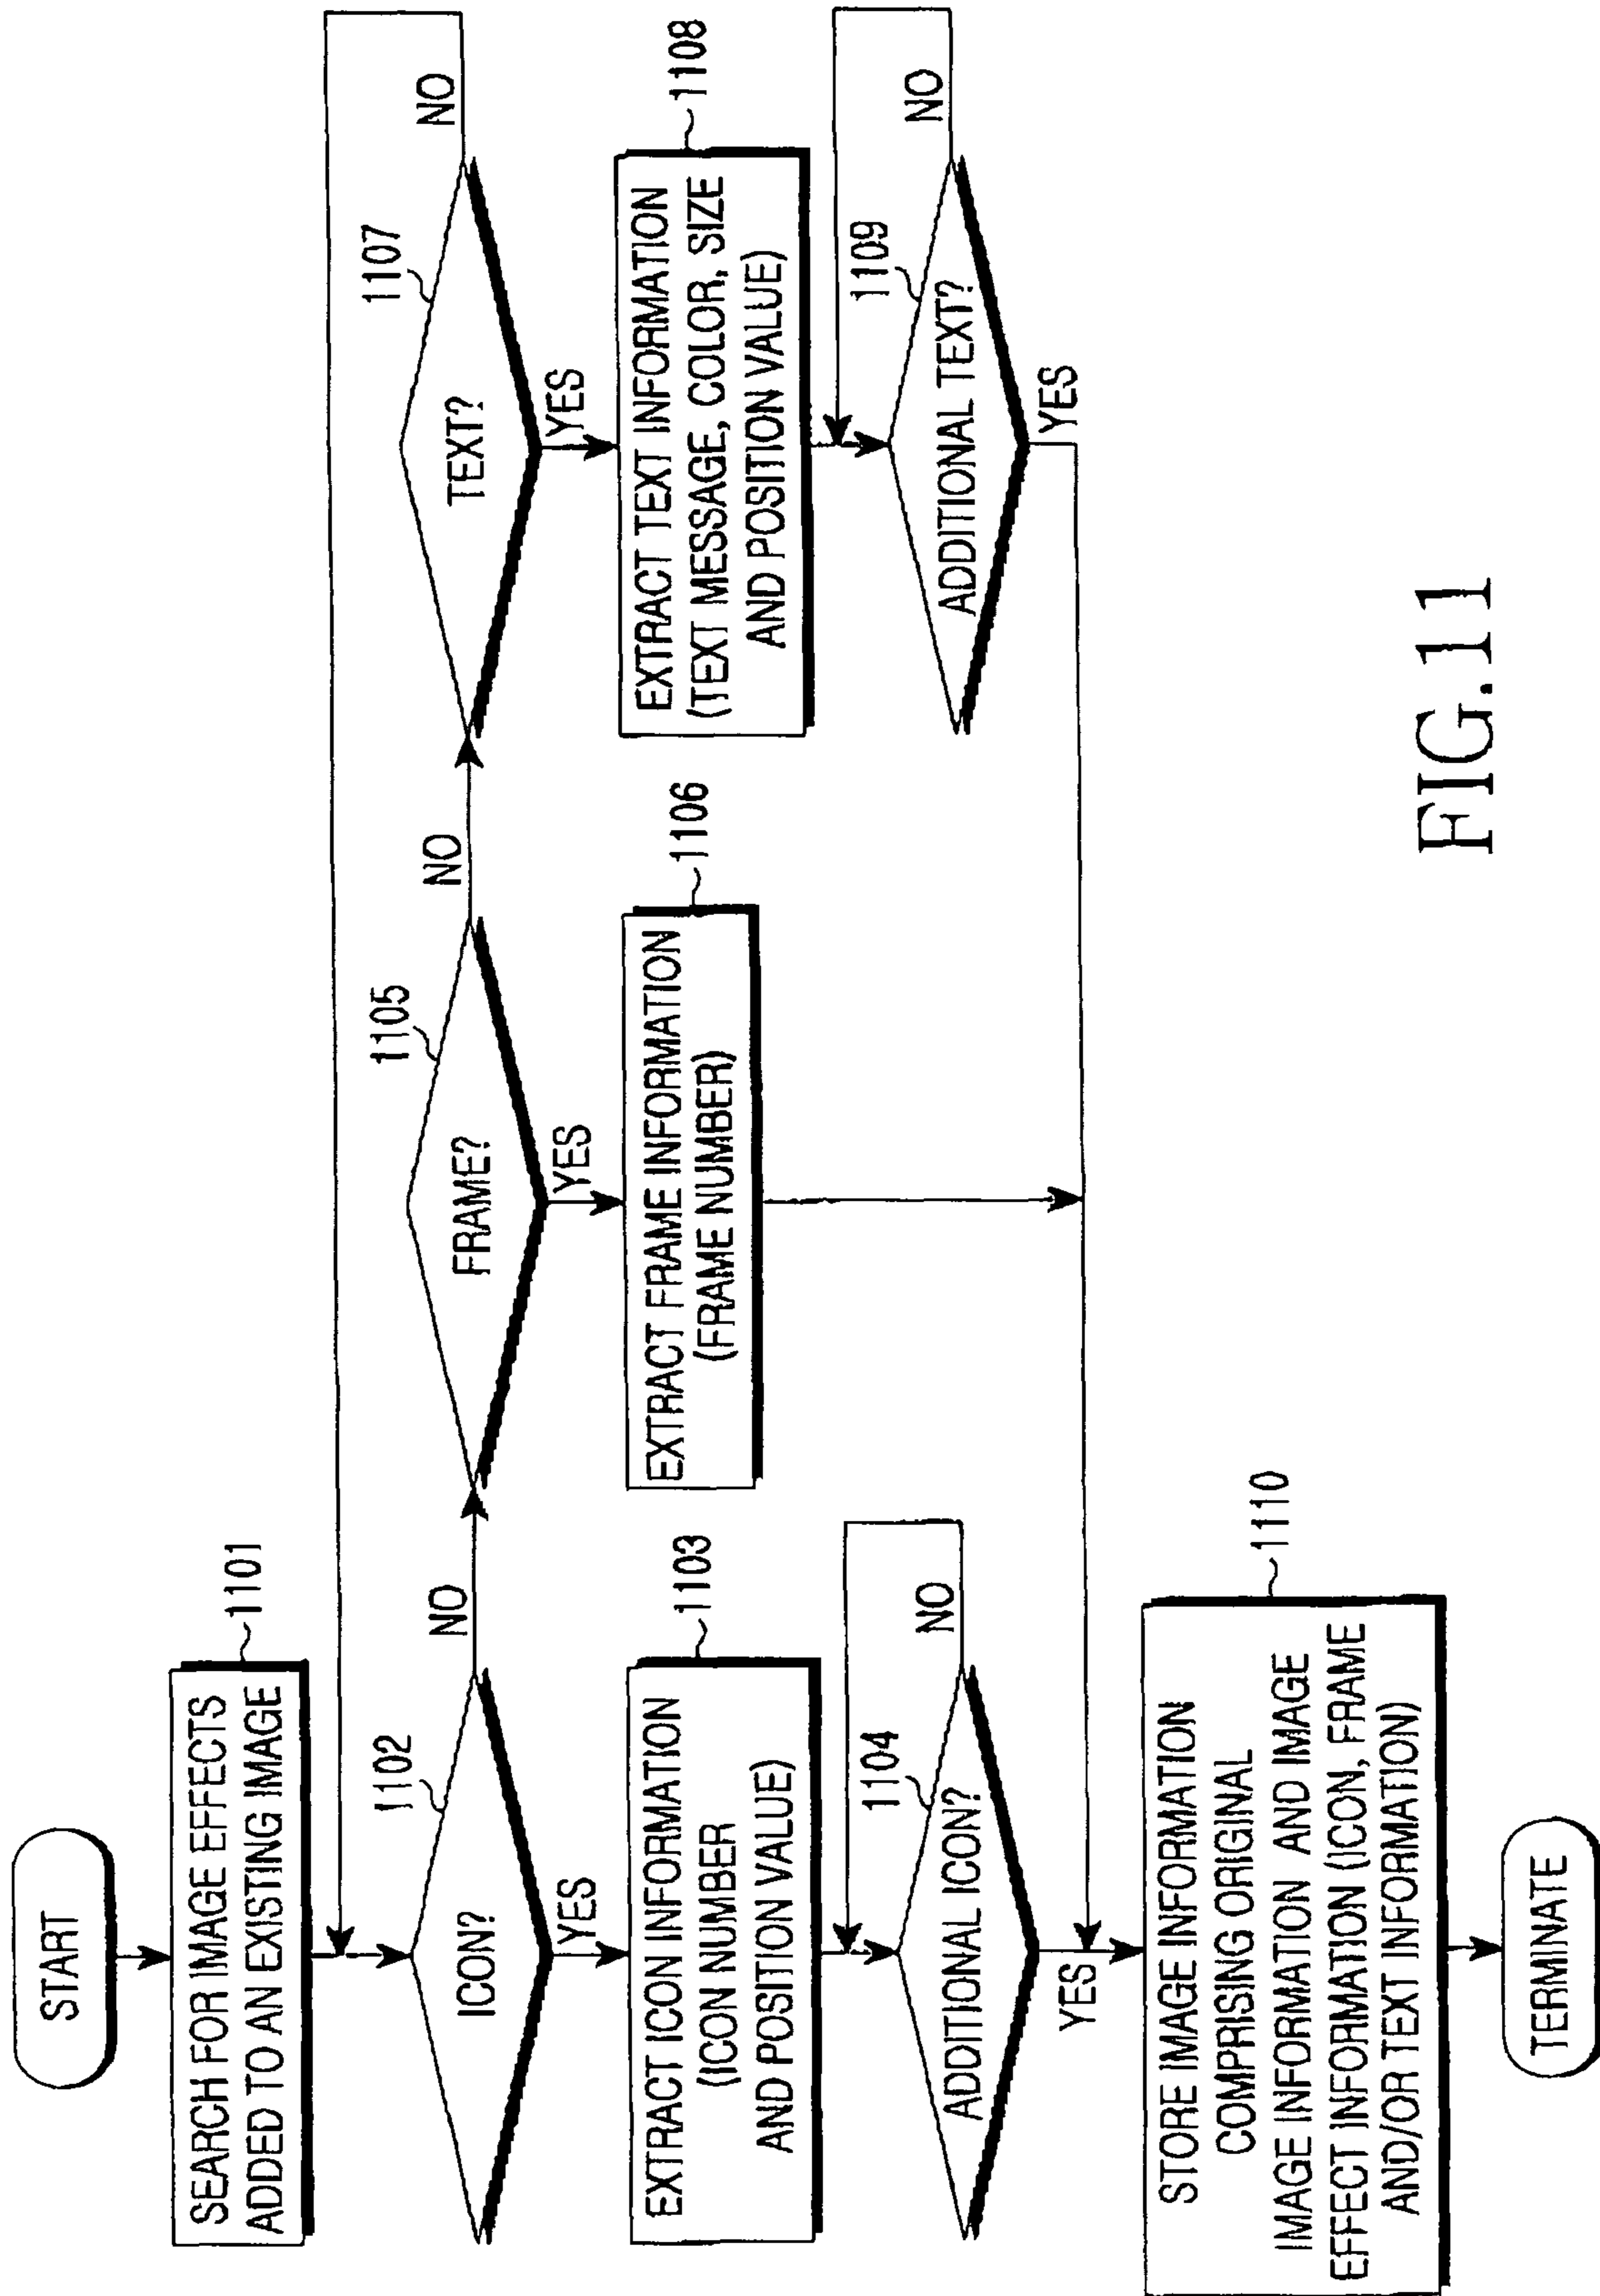 START
SEARCH FOR IMAGE EFFECTS
ADDED TO AN EXISTING IMAGE
1101
ICON?
1102
NO
YES
EXTRACT ICON INFORMATION
(ICON NUMBER
AND POSITION VALUE)
1103
ADDITIONAL ICON?
1104
NO
YES
FRAME?
1105
NO
YES
EXTRACT FRAME INFORMATION
(FRAME NUMBER)
1106
TEXT?
1107
NO
YES
EXTRACT TEXT INFORMATION
(TEXT MESSAGE, COLOR, SIZE
AND POSITION VALUE)
1108
ADDITIONAL TEXT?
1109
NO
YES
STORE IMAGE INFORMATION
COMPRISING ORIGINAL
IMAGE INFORMATION AND IMAGE
EFFECT INFORMATION (ICON, FRAME
AND/OR TEXT INFORMATION)
1110
TERMINATE
FIG.11